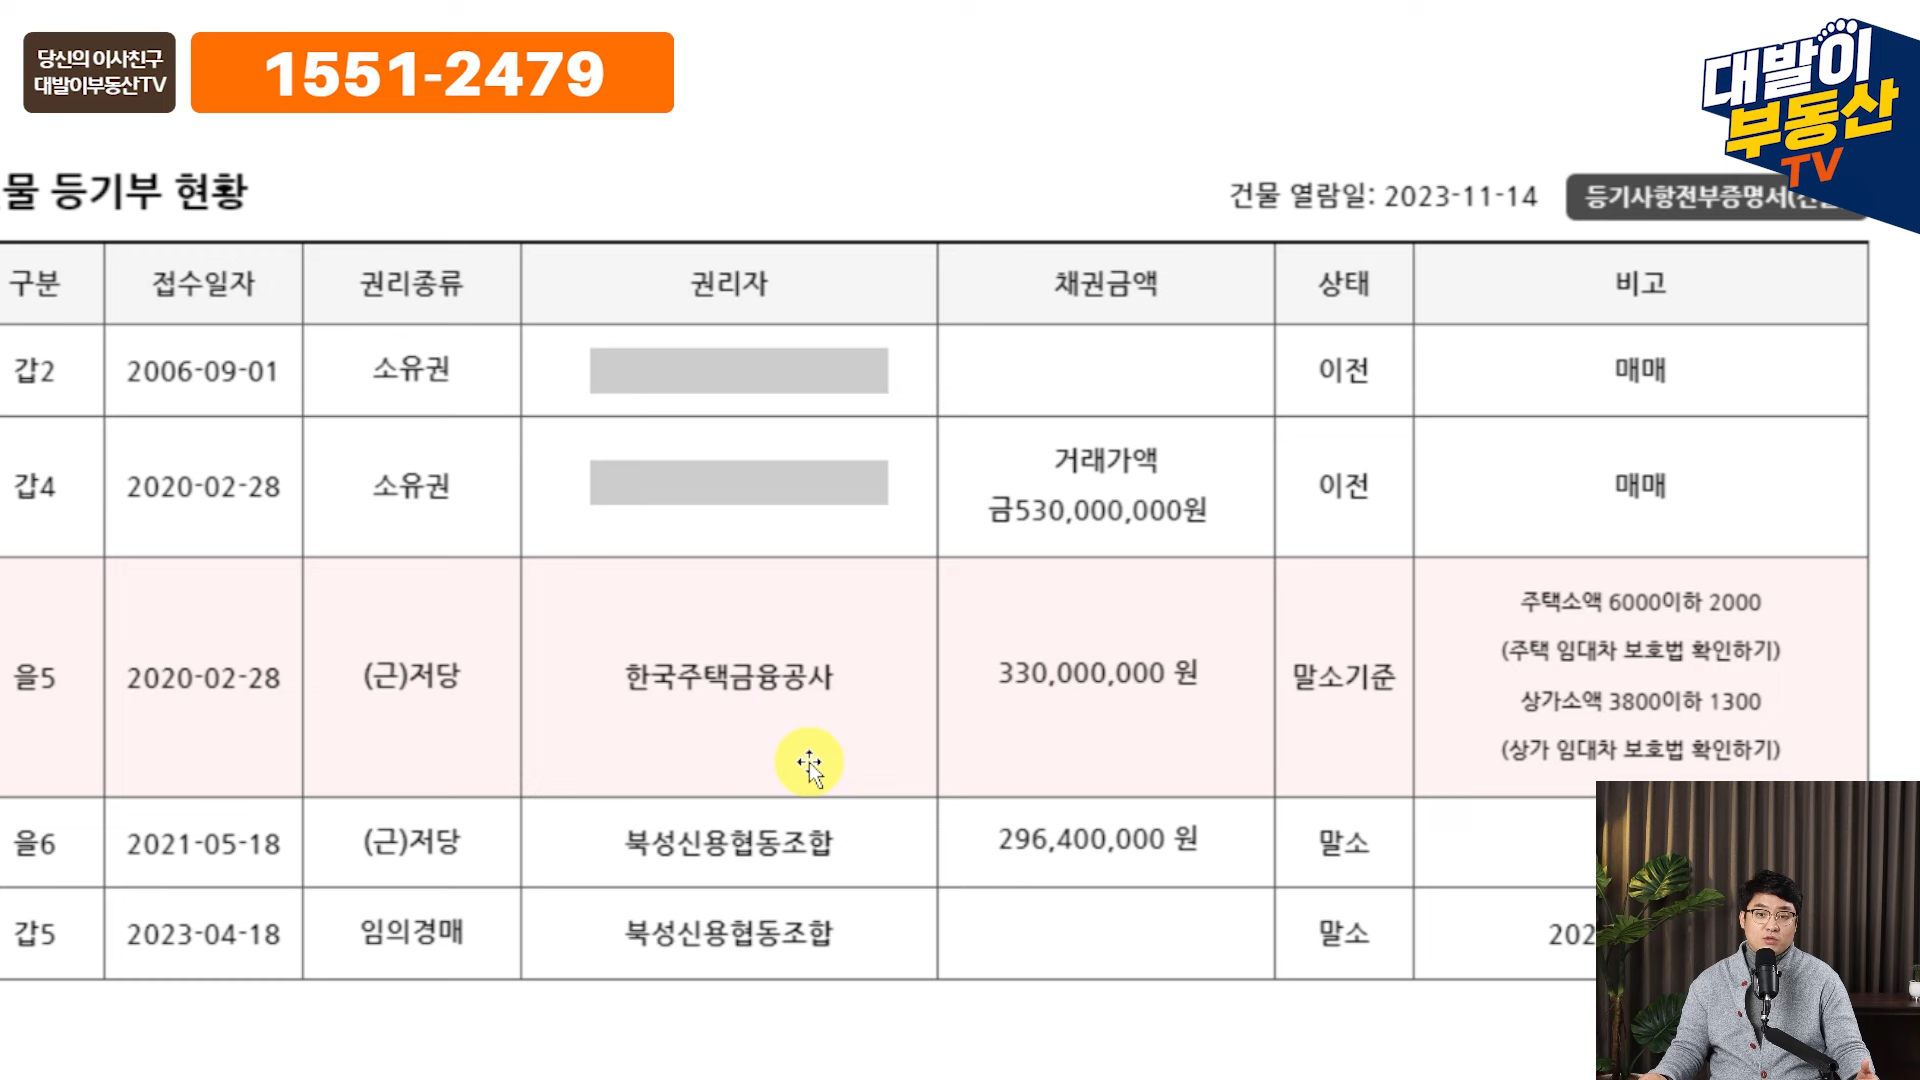 당신의 이사친구
대발이부동산TV
1551-2479
대발이
부동산
TV
물 등기부 현황
건물 열람일: 2023-11-14
등기사항전부증명서
구분 접수일자 권리종류 권리자 채권금액 상태 비고
갑2 2006-09-01 소유권 이전 매매
갑4 2020-02-28 소유권 거래가액 금530,000,000원 이전 매매
을5 2020-02-28 (근)저당 한국주택금융공사 330,000,000 원 말소기준
주택소액 6000이하 2000
(주택 임대차 보호법 확인하기)
상가소액 3800이하 1300
(상가 임대차 보호법 확인하기)
을6 2021-05-18 (근)저당 북성신용협동조합 296,400,000 원 말소
갑5 2023-04-18 임의경매 북성신용협동조합 말소 202